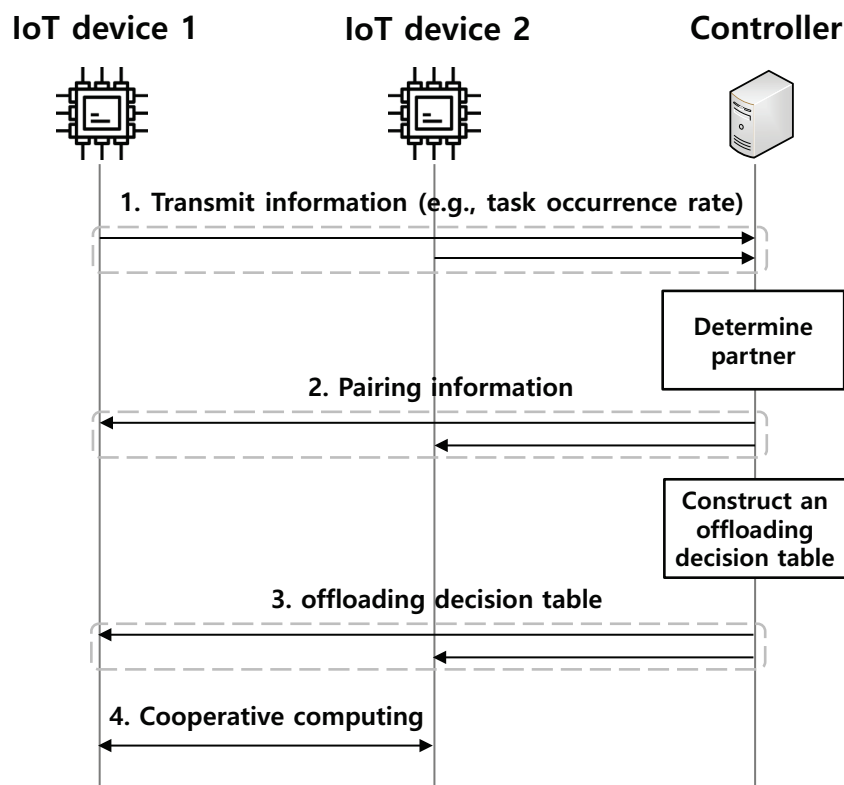 IoT device 1
IoT device 2
Controller
1. Transmit information (e.g., task occurrence rate)
Determine
partner
2. Pairing information
Construct an
offloading
decision table
3. offloading decision table
4. Cooperative computing